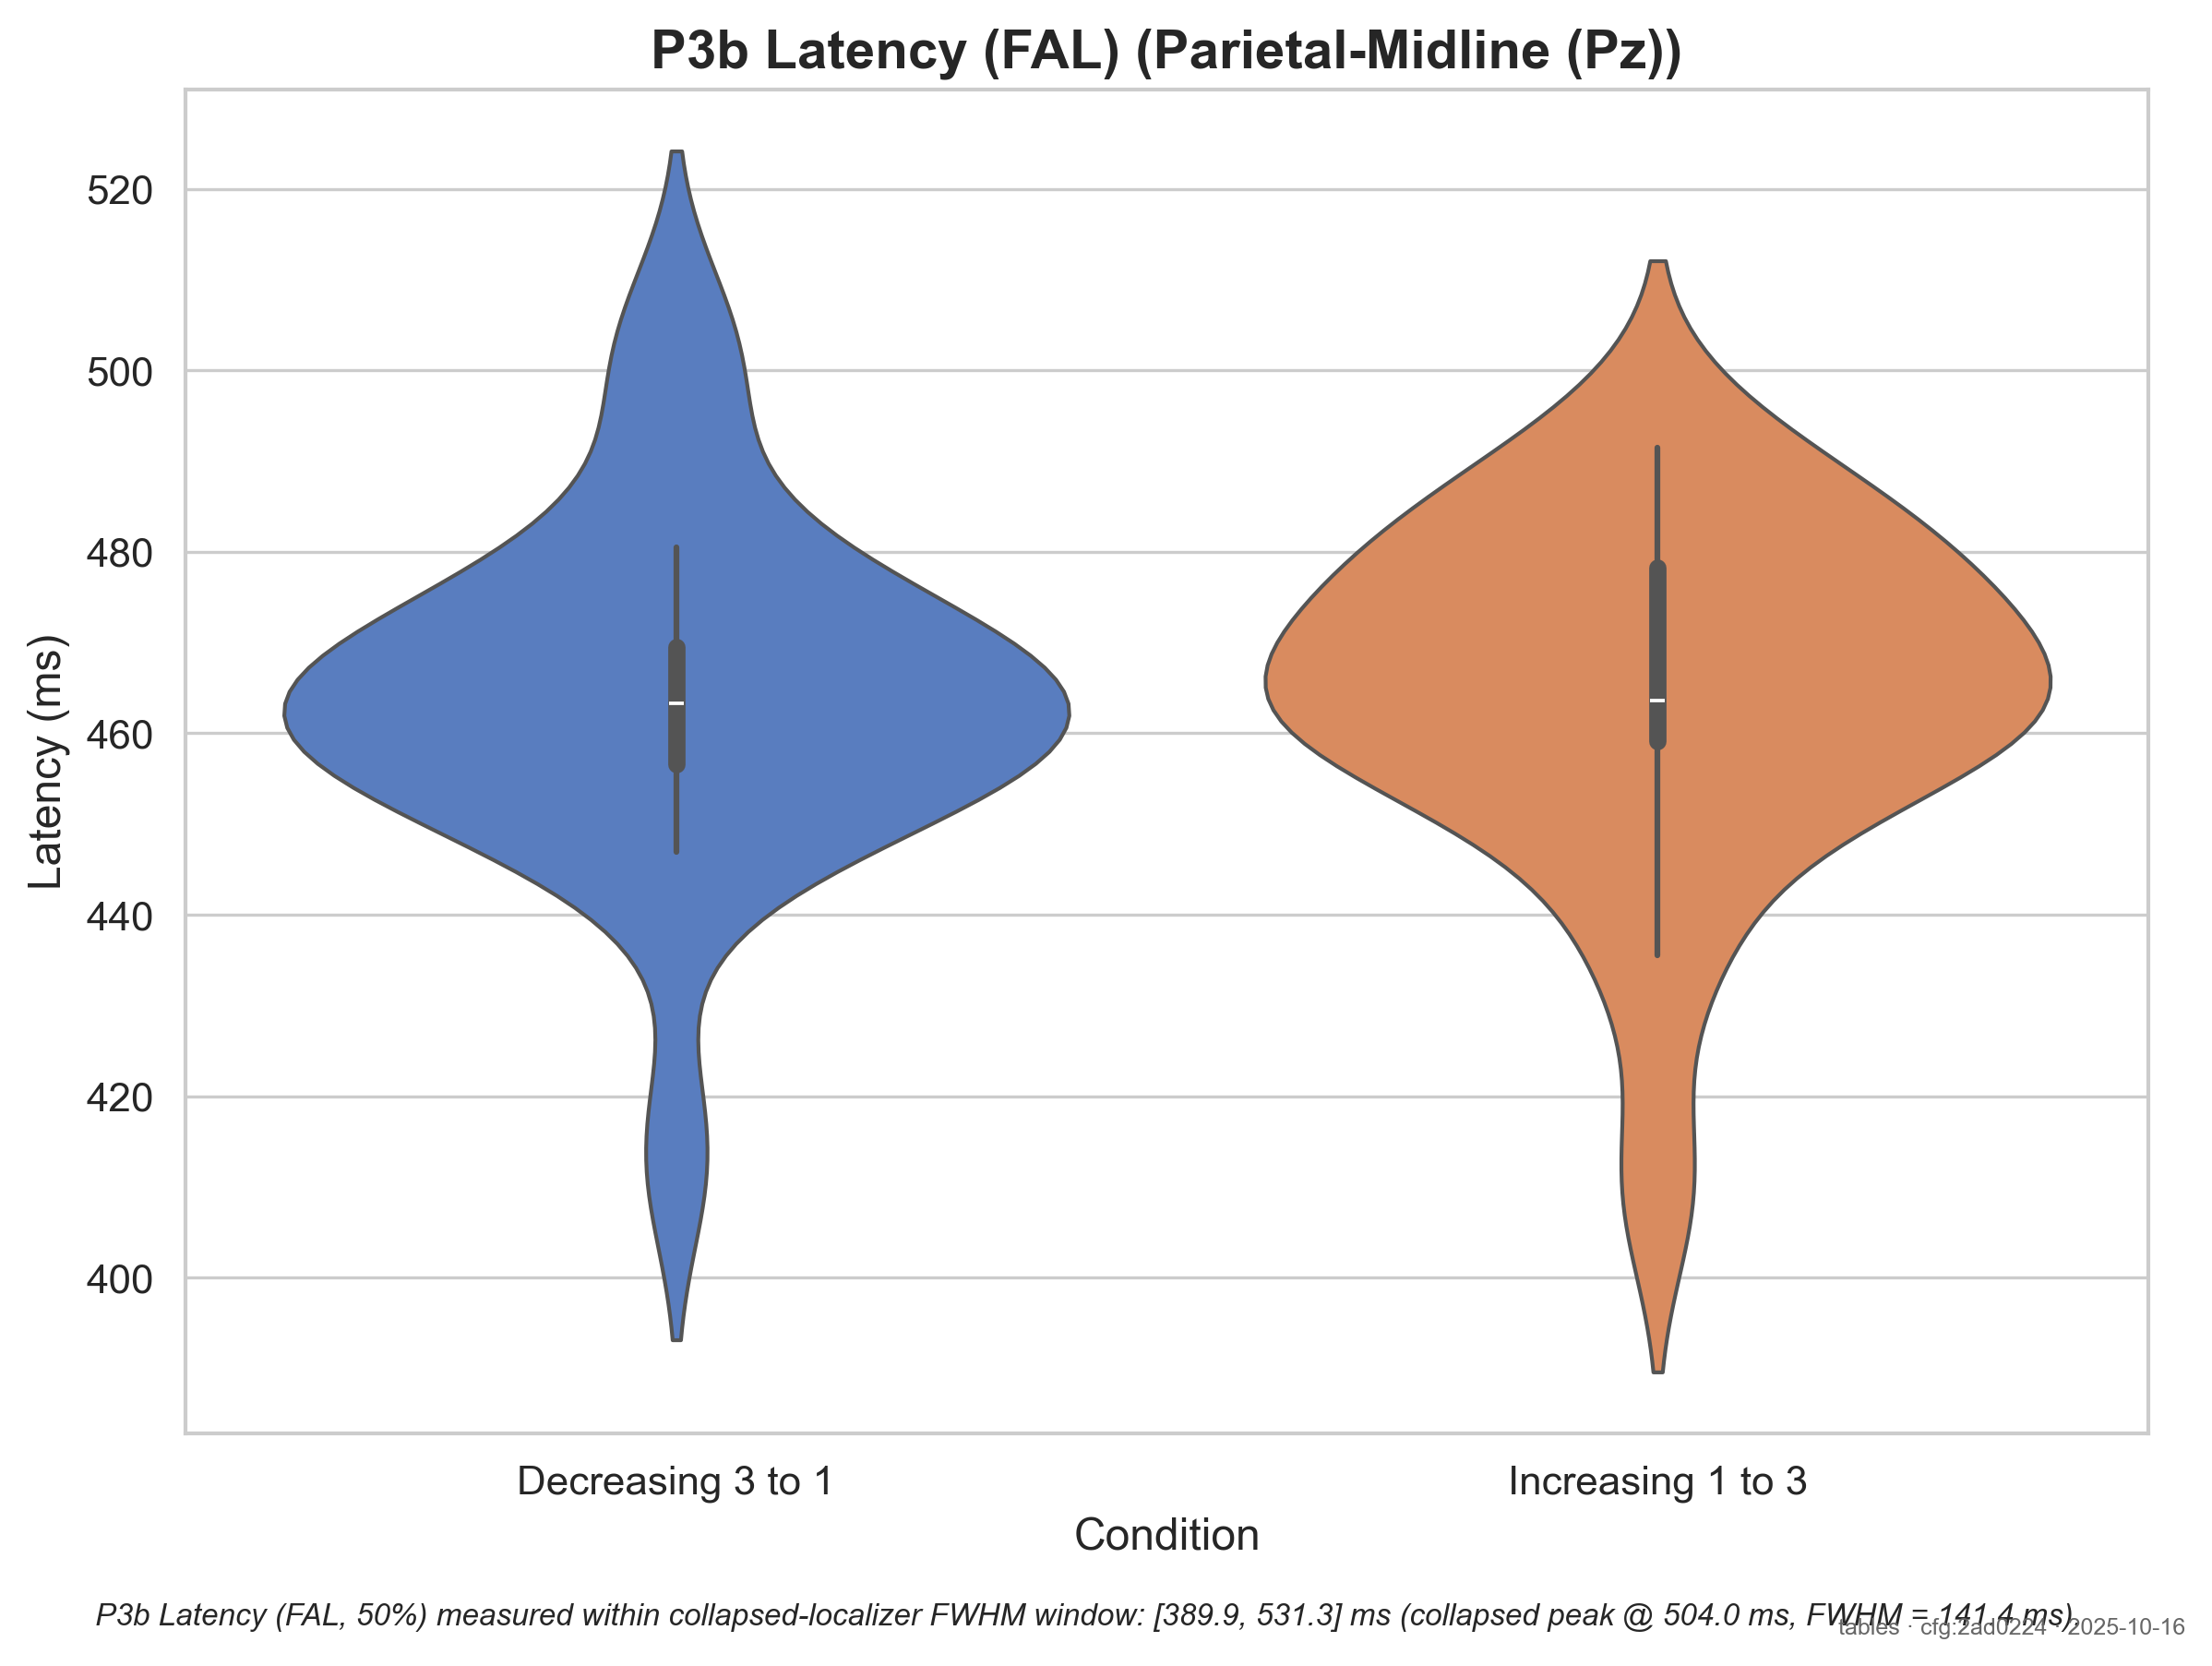 P3b Latency (FAL) (Parietal-Midline (Pz))
Latency (ms)
520
500
480
460
440
420
400
Decreasing 3 to 1
Increasing 1 to 3
Condition
P3b Latency (FAL, 50%) measured within collapsed-localizer FWHM window: [389.9, 531.3] ms (collapsed peak @ 504.0 ms, FWHM = 141.4 ms).
tables · cfg:2ad0224 · 2025-10-16